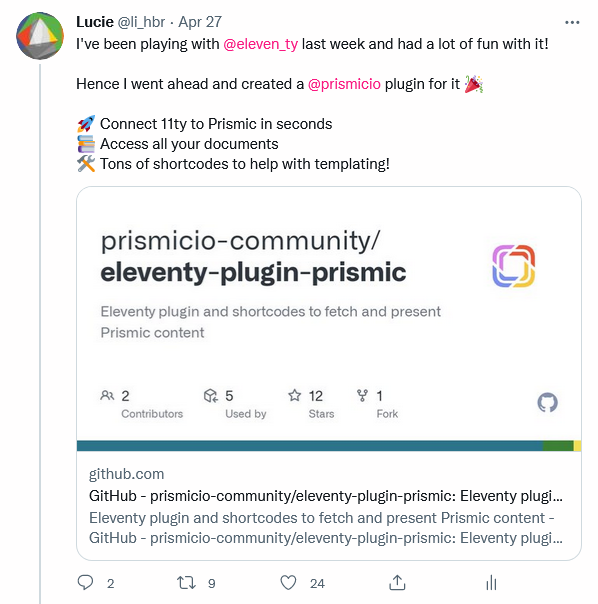 Lucie @li_hbr · Apr 27
I've been playing with @eleven_ty last week and had a lot of fun with it!
Hence I went ahead and created a @prismicio plugin for it 🎉
🚀 Connect 11ty to Prismic in seconds
📚 Access all your documents
🛠 Tons of shortcodes to help with templating!
prismicio-community/
eleventy-plugin-prismic
Eleventy plugin and shortcodes to fetch and present
Prismic content
2 5 12 1
Contributors Used by Stars Fork
github.com
GitHub - prismicio-community/eleventy-plugin-prismic: Eleventy plugi...
Eleventy plugin and shortcodes to fetch and present Prismic content -
GitHub - prismicio-community/eleventy-plugin-prismic: Eleventy plugi...
2 9 24